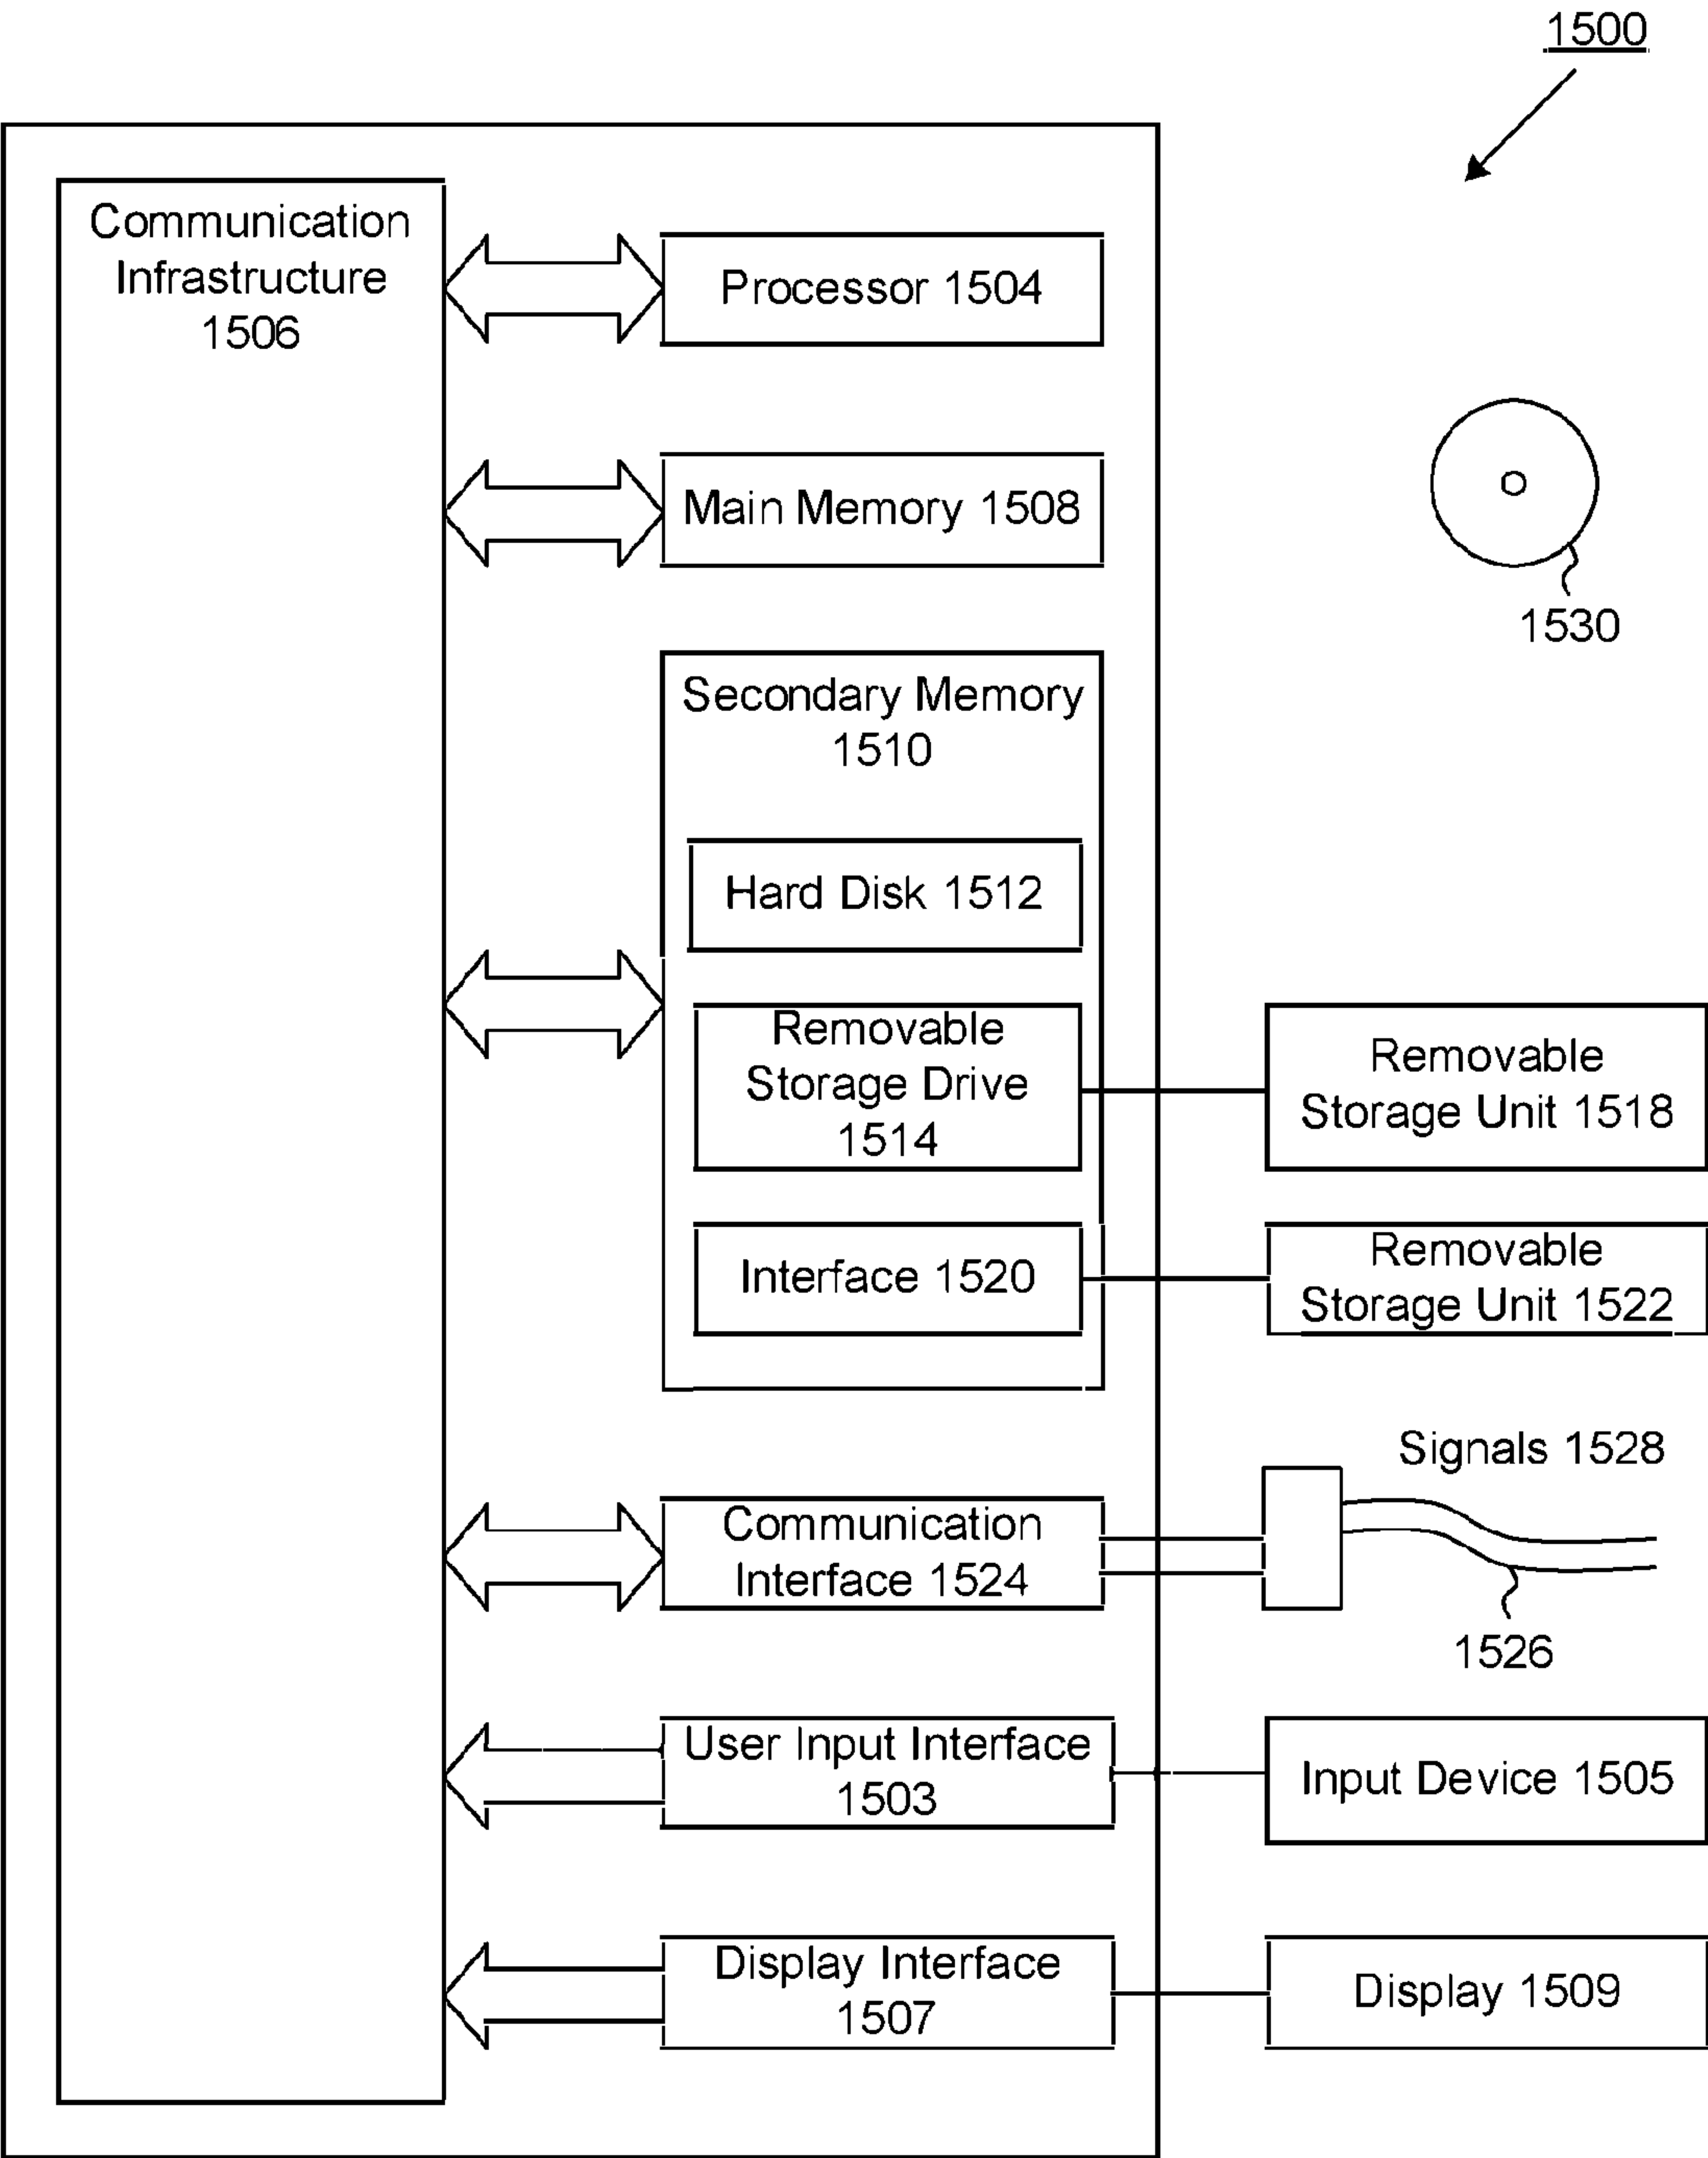 1500
Communication
Infrastructure
1506
Processor 1504
Main Memory 1508
1530
Secondary Memory
1510
Hard Disk 1512
Removable
Storage Drive
1514
Removable
Storage Unit 1518
Interface 1520
Removable
Storage Unit 1522
Signals 1528
Communication
Interface 1524
1526
User Input Interface
1503
Input Device 1505
Display Interface
1507
Display 1509